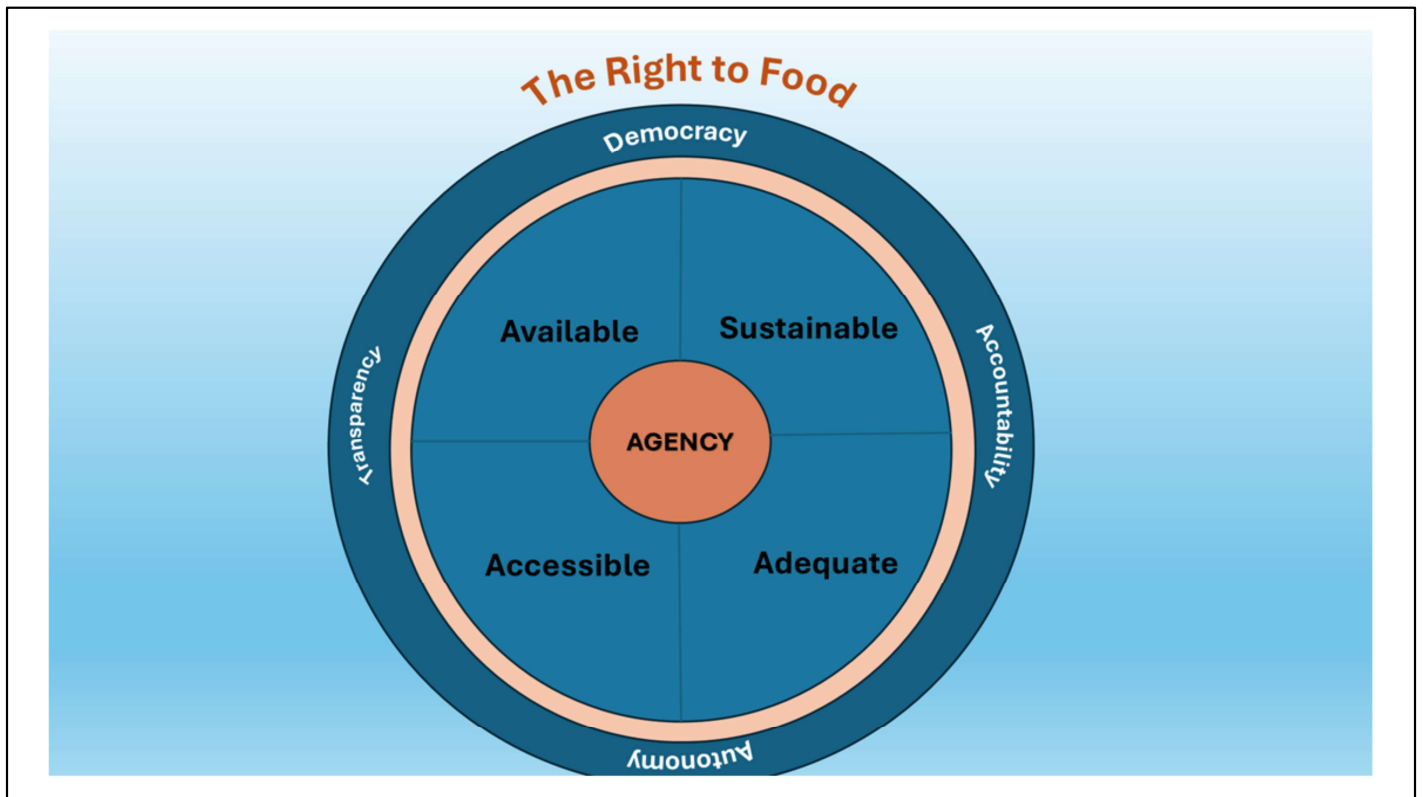 The Right to Food
Democracy
Available
Sustainable
Transparency
Accountability
AGENCY
Accessible
Adequate
Autonomy